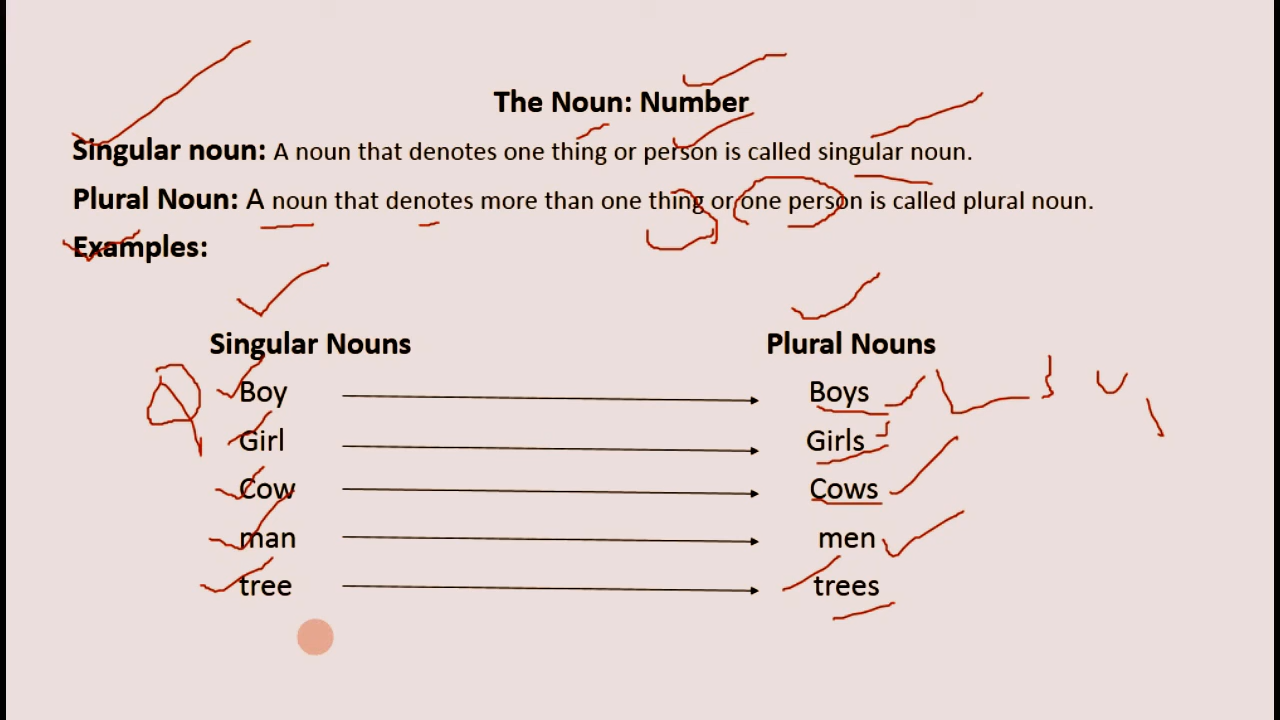 The Noun: Number
Singular noun: A noun that denotes one thing or person is called singular noun.
Plural Noun: A noun that denotes more than one thing or one person is called plural noun.
Examples:
Singular Nouns Plural Nouns
Boy Boys
Girl Girls
Cow Cows
man men
tree trees